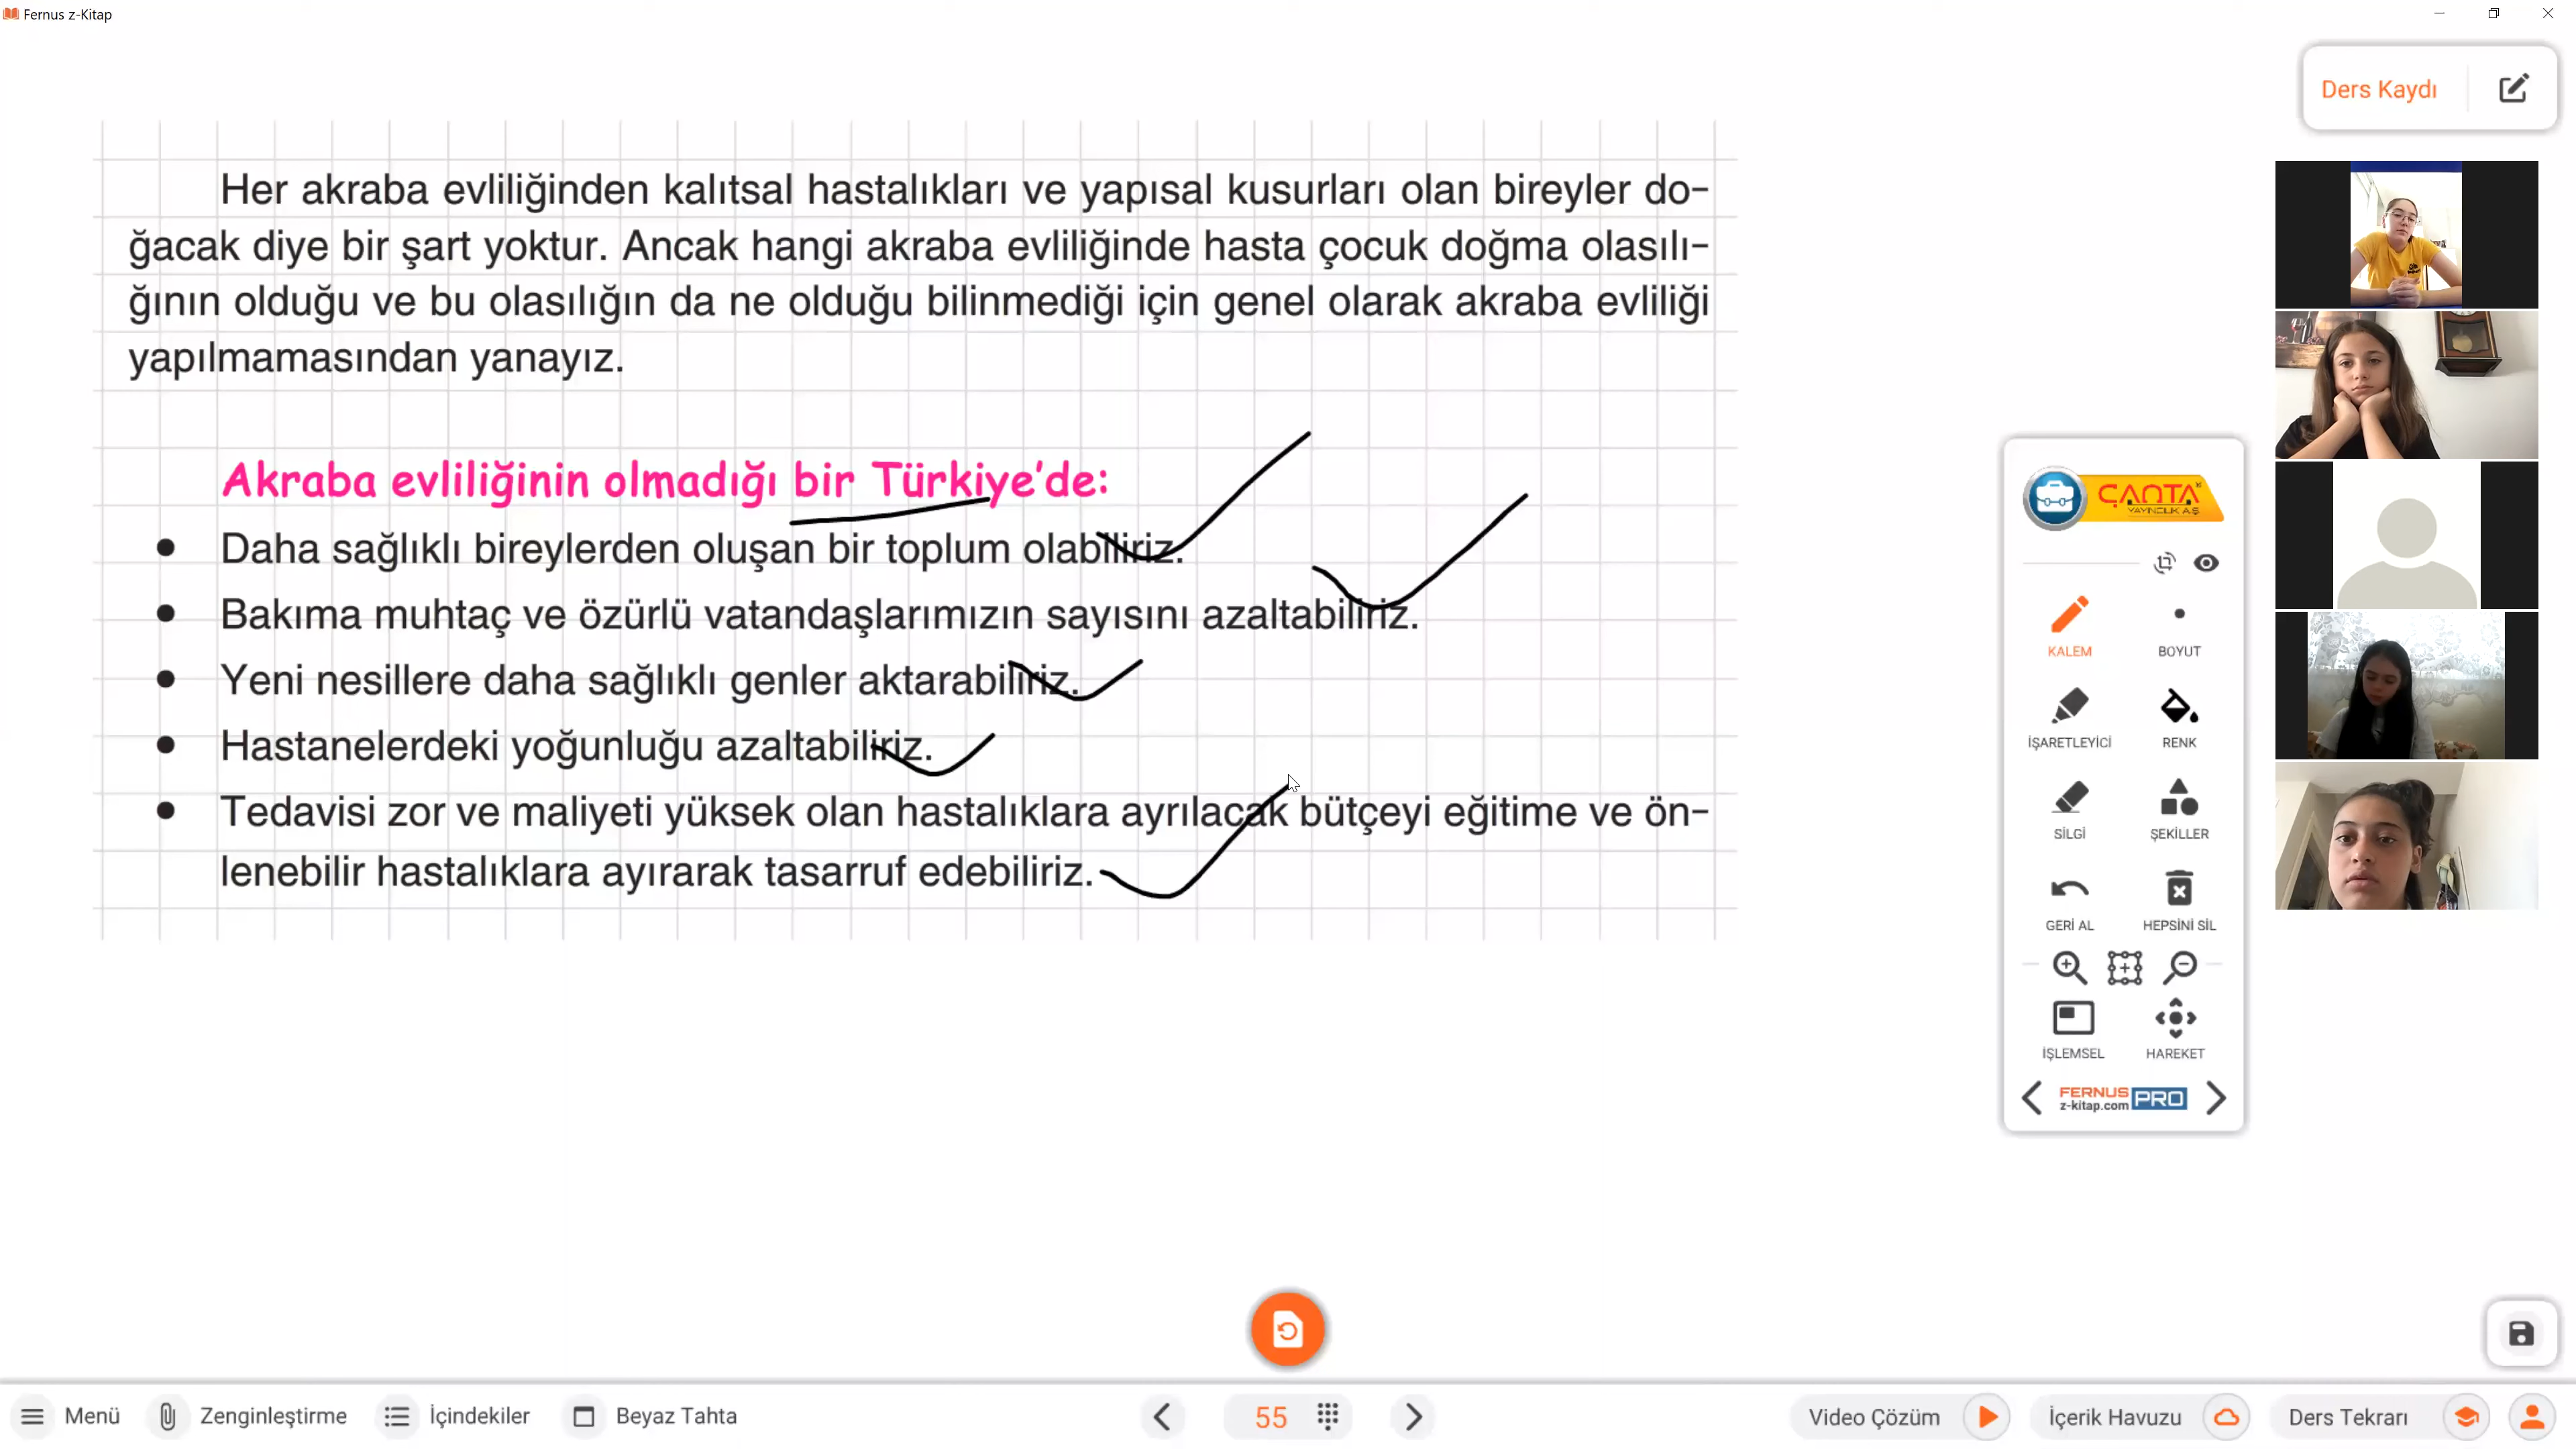 Fernus z-Kitap
Ders Kaydı
Her akraba evliliğinden kalıtsal hastalıkları ve yapısal kusurları olan bireyler do-
ğacak diye bir şart yoktur. Ancak hangi akraba evliliğinde hasta çocuk doğma olasılı-
ğının olduğu ve bu olasılığın da ne olduğu bilinmediği için genel olarak akraba evliliği
yapılmamasından yanayız.
Akraba evliliğinin olmadığı bir Türkiye'de:
• Daha sağlıklı bireylerden oluşan bir toplum olabiliriz.
• Bakıma muhtaç ve özürlü vatandaşlarımızın sayısını azaltabiliriz.
• Yeni nesillere daha sağlıklı genler aktarabiliriz.
• Hastanelerdeki yoğunluğu azaltabiliriz.
• Tedavisi zor ve maliyeti yüksek olan hastalıklara ayrılacak bütçeyi eğitime ve ön-
lenebilir hastalıklara ayırarak tasarruf edebiliriz.
ÇANTA
YAYINCILIK A.Ş.
KALEM BOYUT
İŞARETLEYİCİ RENK
SİLGİ ŞEKİLLER
GERİ AL HEPSİNİ SİL
İŞLEMSEL HAREKET
FERNUS PRO
z-kitap.com
Menü Zenginleştirme İçindekiler Beyaz Tahta 55 Video Çözüm İçerik Havuzu Ders Tekrarı